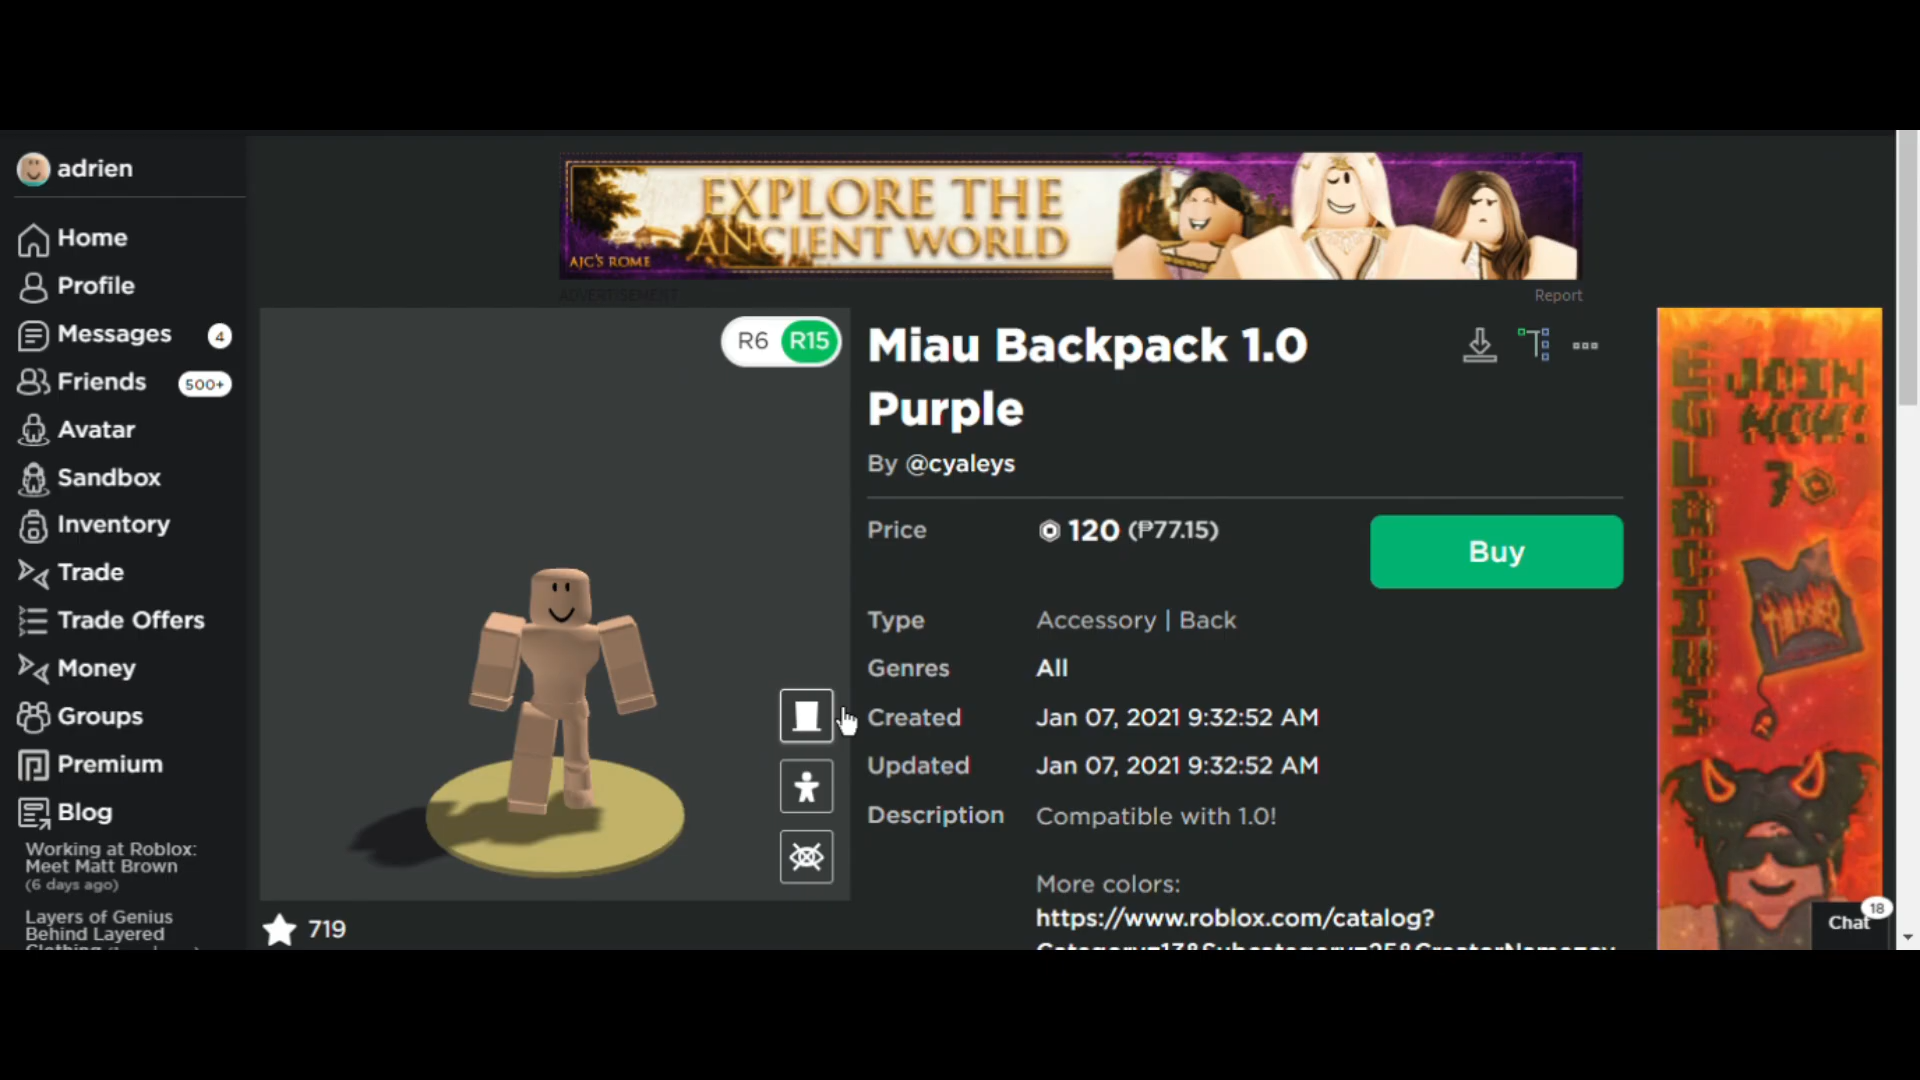 adrien
Home
Profile
Messages 4
Friends 500+
Avatar
Sandbox
Inventory
Trade
Trade Offers
Money
Groups
Premium
Blog
Working at Roblox:
Meet Matt Brown
(6 days ago)
Layers of Genius
Behind Layered
EXPLORE THE
ANCIENT WORLD
AJC'S ROME
ADVERTISEMENT
Report
R6 R15
719
Miau Backpack 1.0
Purple
By @cyaleys
Price 120 (₱77.15)
Buy
Type Accessory | Back
Genres All
Created Jan 07, 2021 9:32:52 AM
Updated Jan 07, 2021 9:32:52 AM
Description Compatible with 1.0!
More colors:
https://www.roblox.com/catalog?
JOIN
NOW!
7
Chat 18